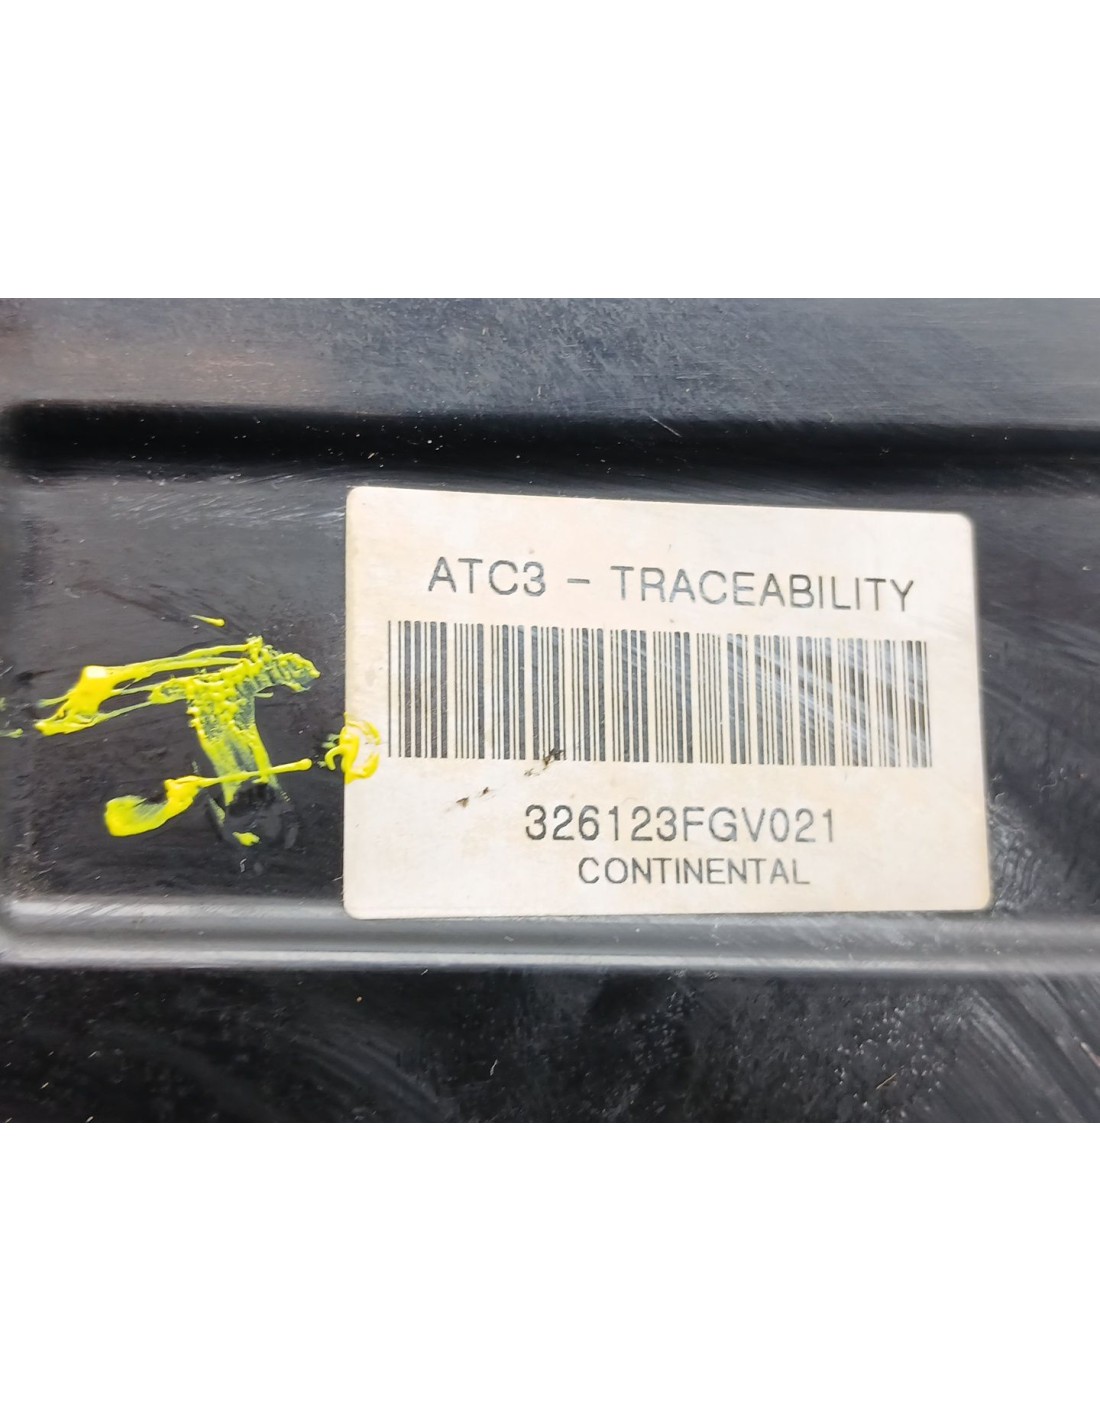 ATC3 - TRACEABILITY
326123FGV021
CONTINENTAL